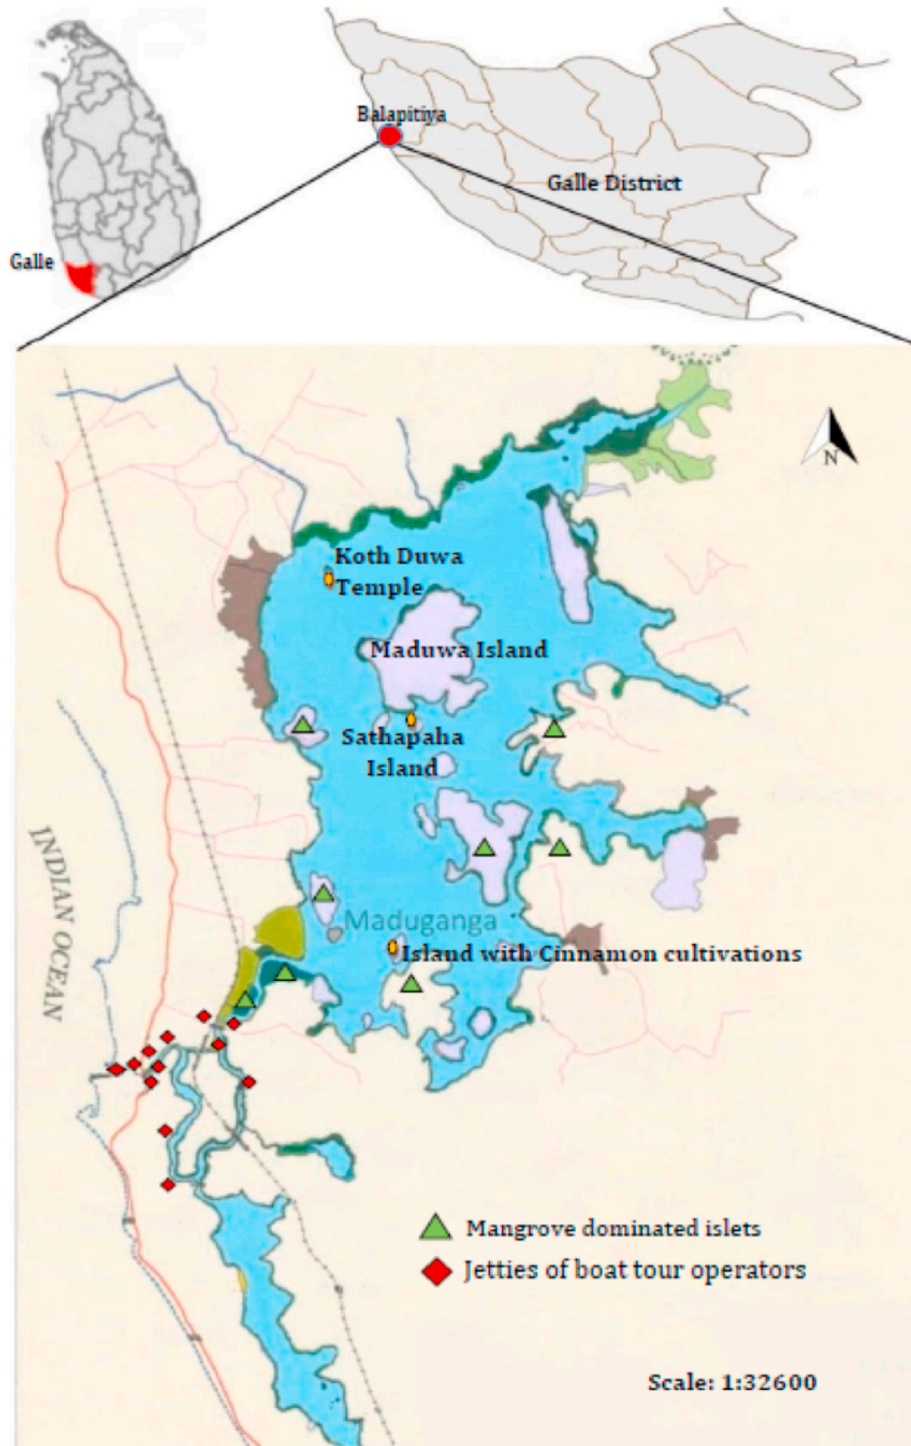 Balapitiya
Galle District
Galle
N
Koth Duwa
Temple
Maduwa Island
Sathapaha
Island
INDIAN OCEAN
Maduganga
Island with Cinnamon cultivations
Mangrove dominated islets
Jetties of boat tour operators
Scale: 1:32600